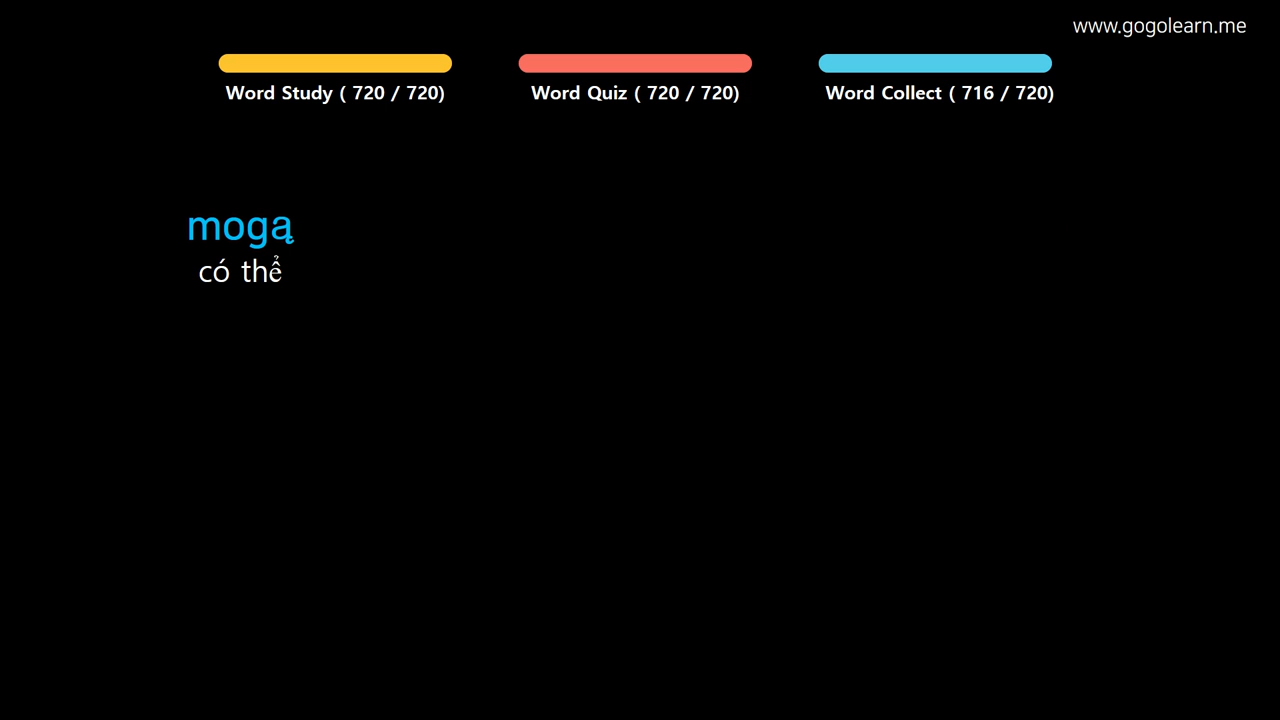 www.gogolearn.me
Word Study ( 720 / 720)
Word Quiz ( 720 / 720)
Word Collect ( 716 / 720)
mogą
có thể